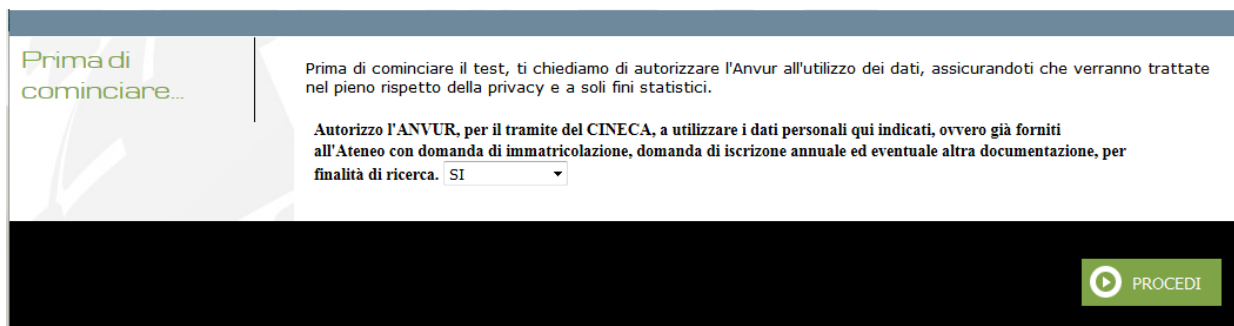 Prima di
cominciare...
Prima di cominciare il test, ti chiediamo di autorizzare l'Anvur all'utilizzo dei dati, assicurandoti che verranno trattate
nel pieno rispetto della privacy e a soli fini statistici.
Autorizzo l'ANVUR, per il tramite del CINECA, a utilizzare i dati personali qui indicati, ovvero già forniti
all'Ateneo con domanda di immatricolazione, domanda di iscrizone annuale ed eventuale altra documentazione, per
finalità di ricerca. SI
PROCEDI